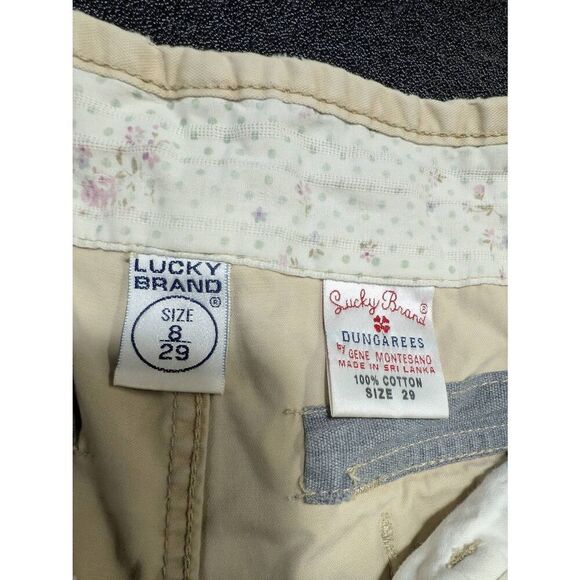 LUCKY
BRAND®
SIZE
8
29
Lucky Brand®
DUNGAREES
by GENE MONTESANO
MADE IN SRI LANKA
100% COTTON
SIZE 29